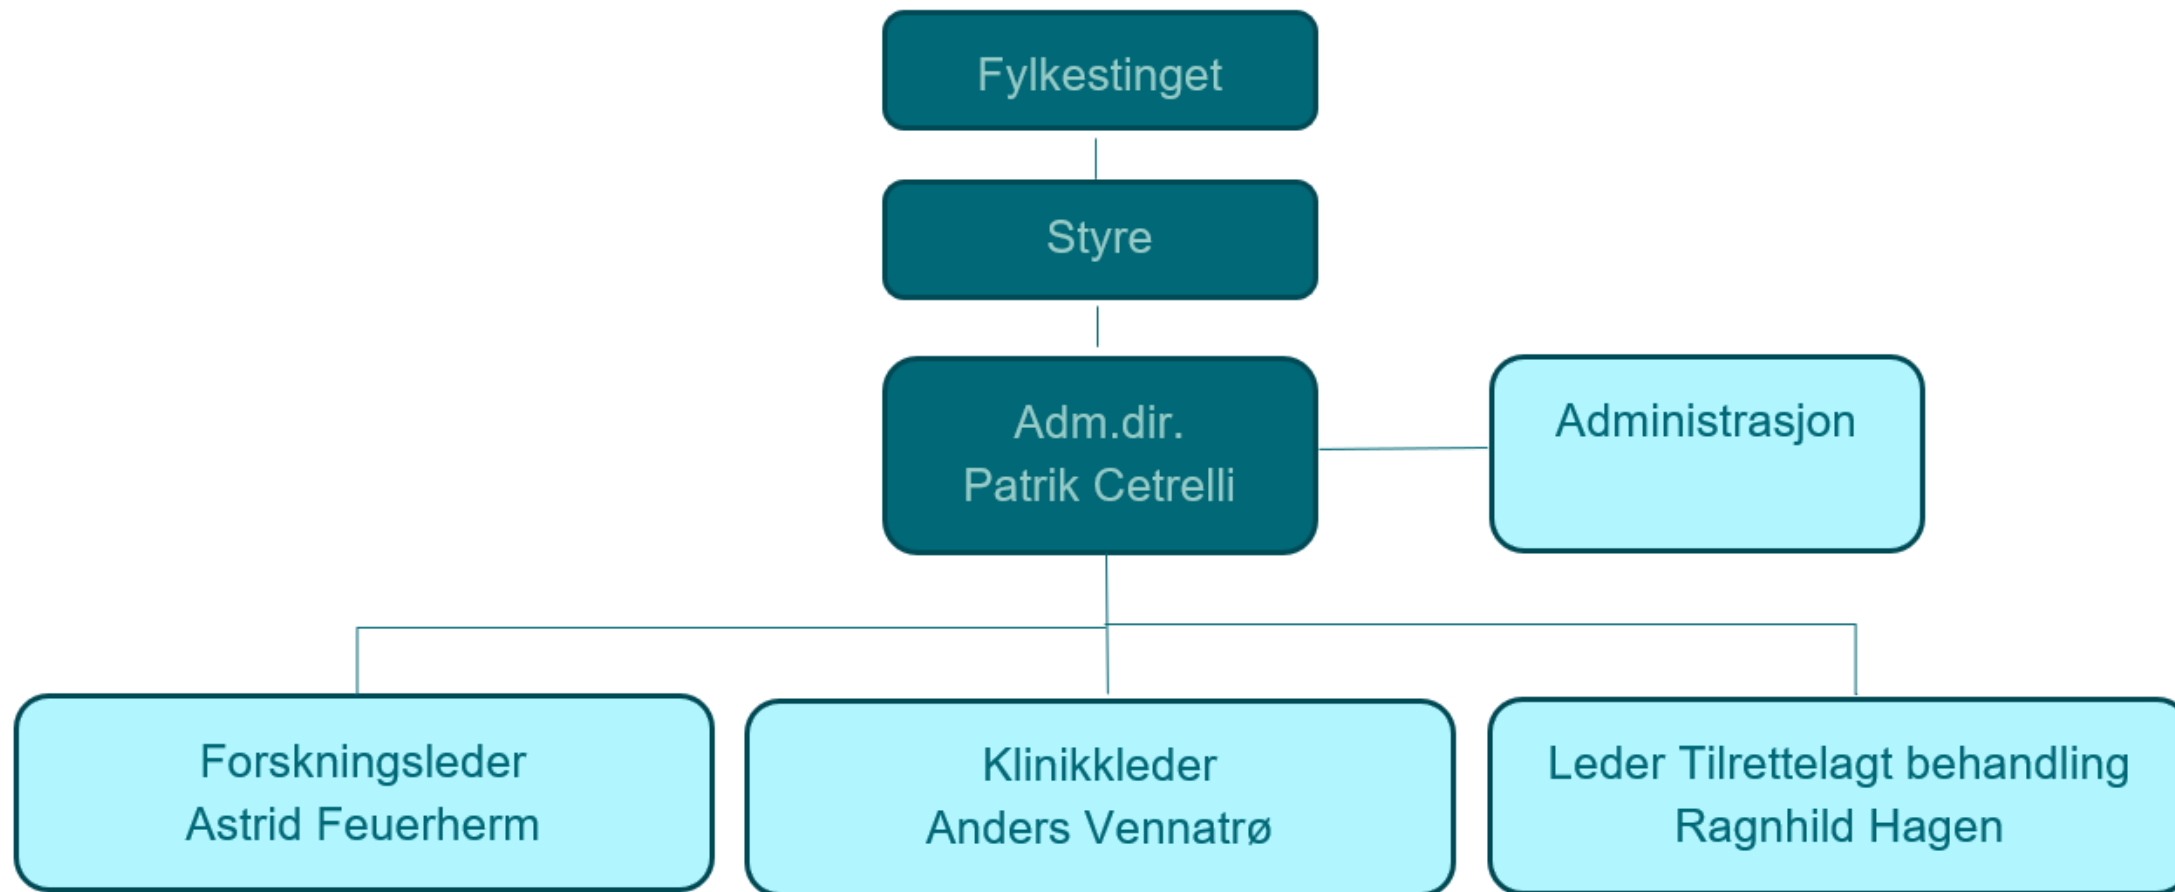 Fylkestinget
Styre
Adm.dir.
Patrik Cetrelli
Administrasjon
Forskningsleder
Astrid Feuerherm
Klinikkleder
Anders Vennatrø
Leder Tilrettelagt behandling
Ragnhild Hagen